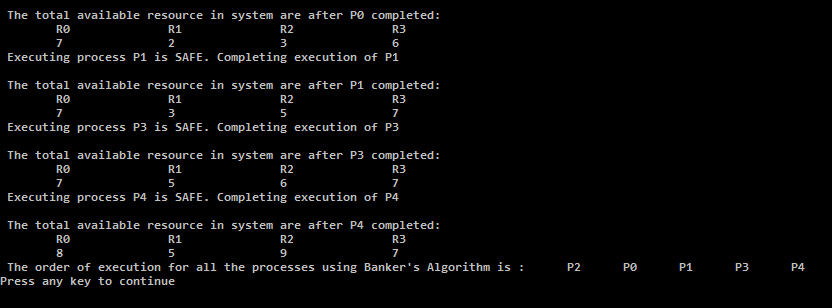 The total available resource in system are after P0 completed:
R0 R1 R2 R3
7 2 3 6
Executing process P1 is SAFE. Completing execution of P1
The total available resource in system are after P1 completed:
R0 R1 R2 R3
7 3 5 7
Executing process P3 is SAFE. Completing execution of P3
The total available resource in system are after P3 completed:
R0 R1 R2 R3
7 5 6 7
Executing process P4 is SAFE. Completing execution of P4
The total available resource in system are after P4 completed:
R0 R1 R2 R3
8 5 9 7
The order of execution for all the processes using Banker's Algorithm is : P2 P0 P1 P3 P4
Press any key to continue